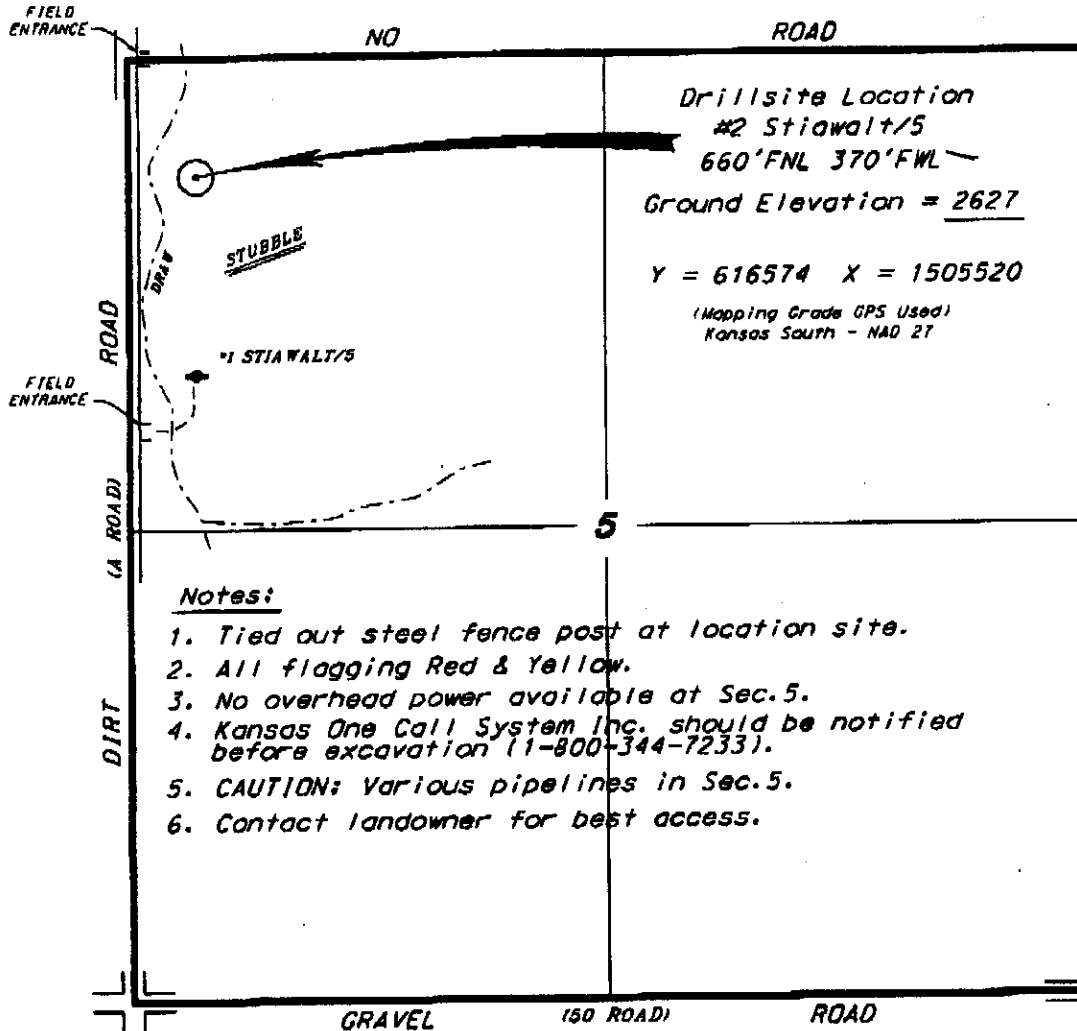 FIELD
ENTRANCE
NO ROAD
Drillsite Location
#2 Stiawalt/5
660'FNL 370'FWL
Ground Elevation = 2627
Y = 616574 X = 1505520
(Mapping Grade GPS Used)
Kansas South - NAD 27
STUBBLE
DRAW
#1 STIAWALT/5
FIELD
ENTRANCE
DIRT (A ROAD) ROAD
5
Notes:
1. Tied out steel fence post at location site.
2. All flagging Red & Yellow.
3. No overhead power available at Sec.5.
4. Kansas One Call System Inc. should be notified
before excavation (1-800-344-7233).
5. CAUTION: Various pipelines in Sec.5.
6. Contact landowner for best access.
GRAVEL (50 ROAD) ROAD